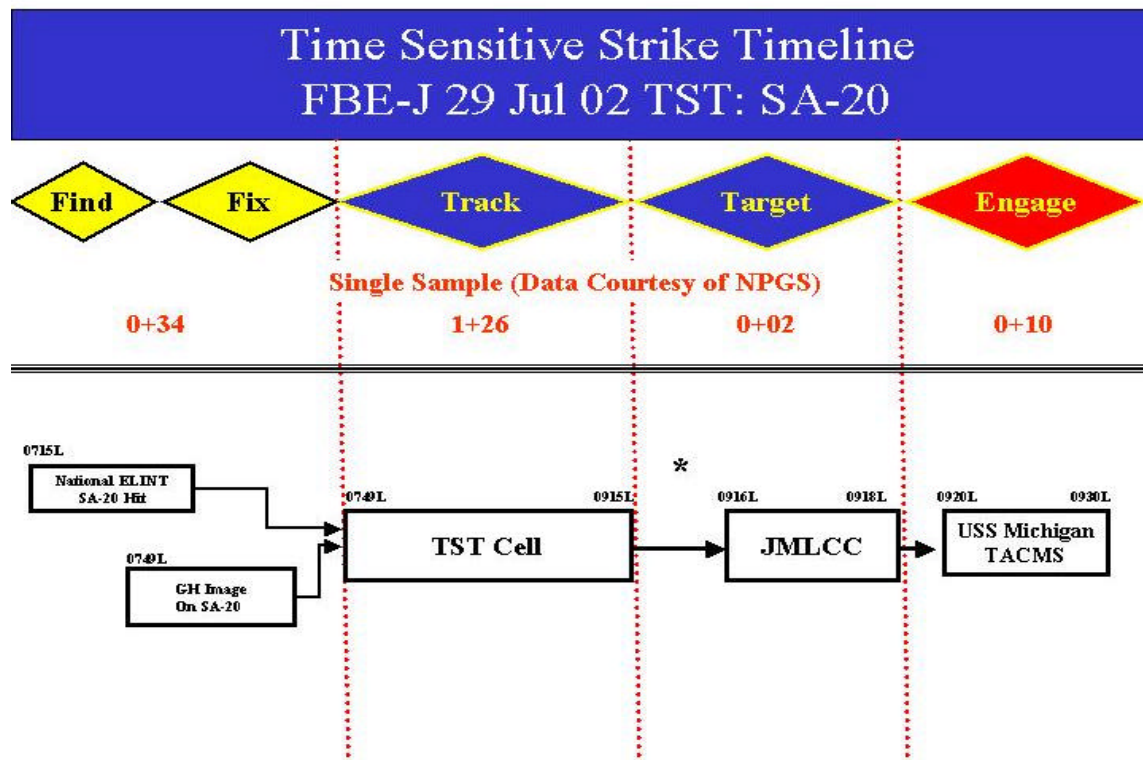 Time Sensitive Strike Timeline
FBE-J 29 Jul 02 TST: SA-20
Find
Fix
Track
Target
Engage
Single Sample (Data Courtesy of NPGS)
0+34
1+26
0+02
0+10
0715L
National ELINT
SA-20 Hit
0749L
GH Image
On SA-20
0749L
0915L
TST Cell
*
0916L
0918L
JMLCC
0920L
0930L
USS Michigan
TACMS